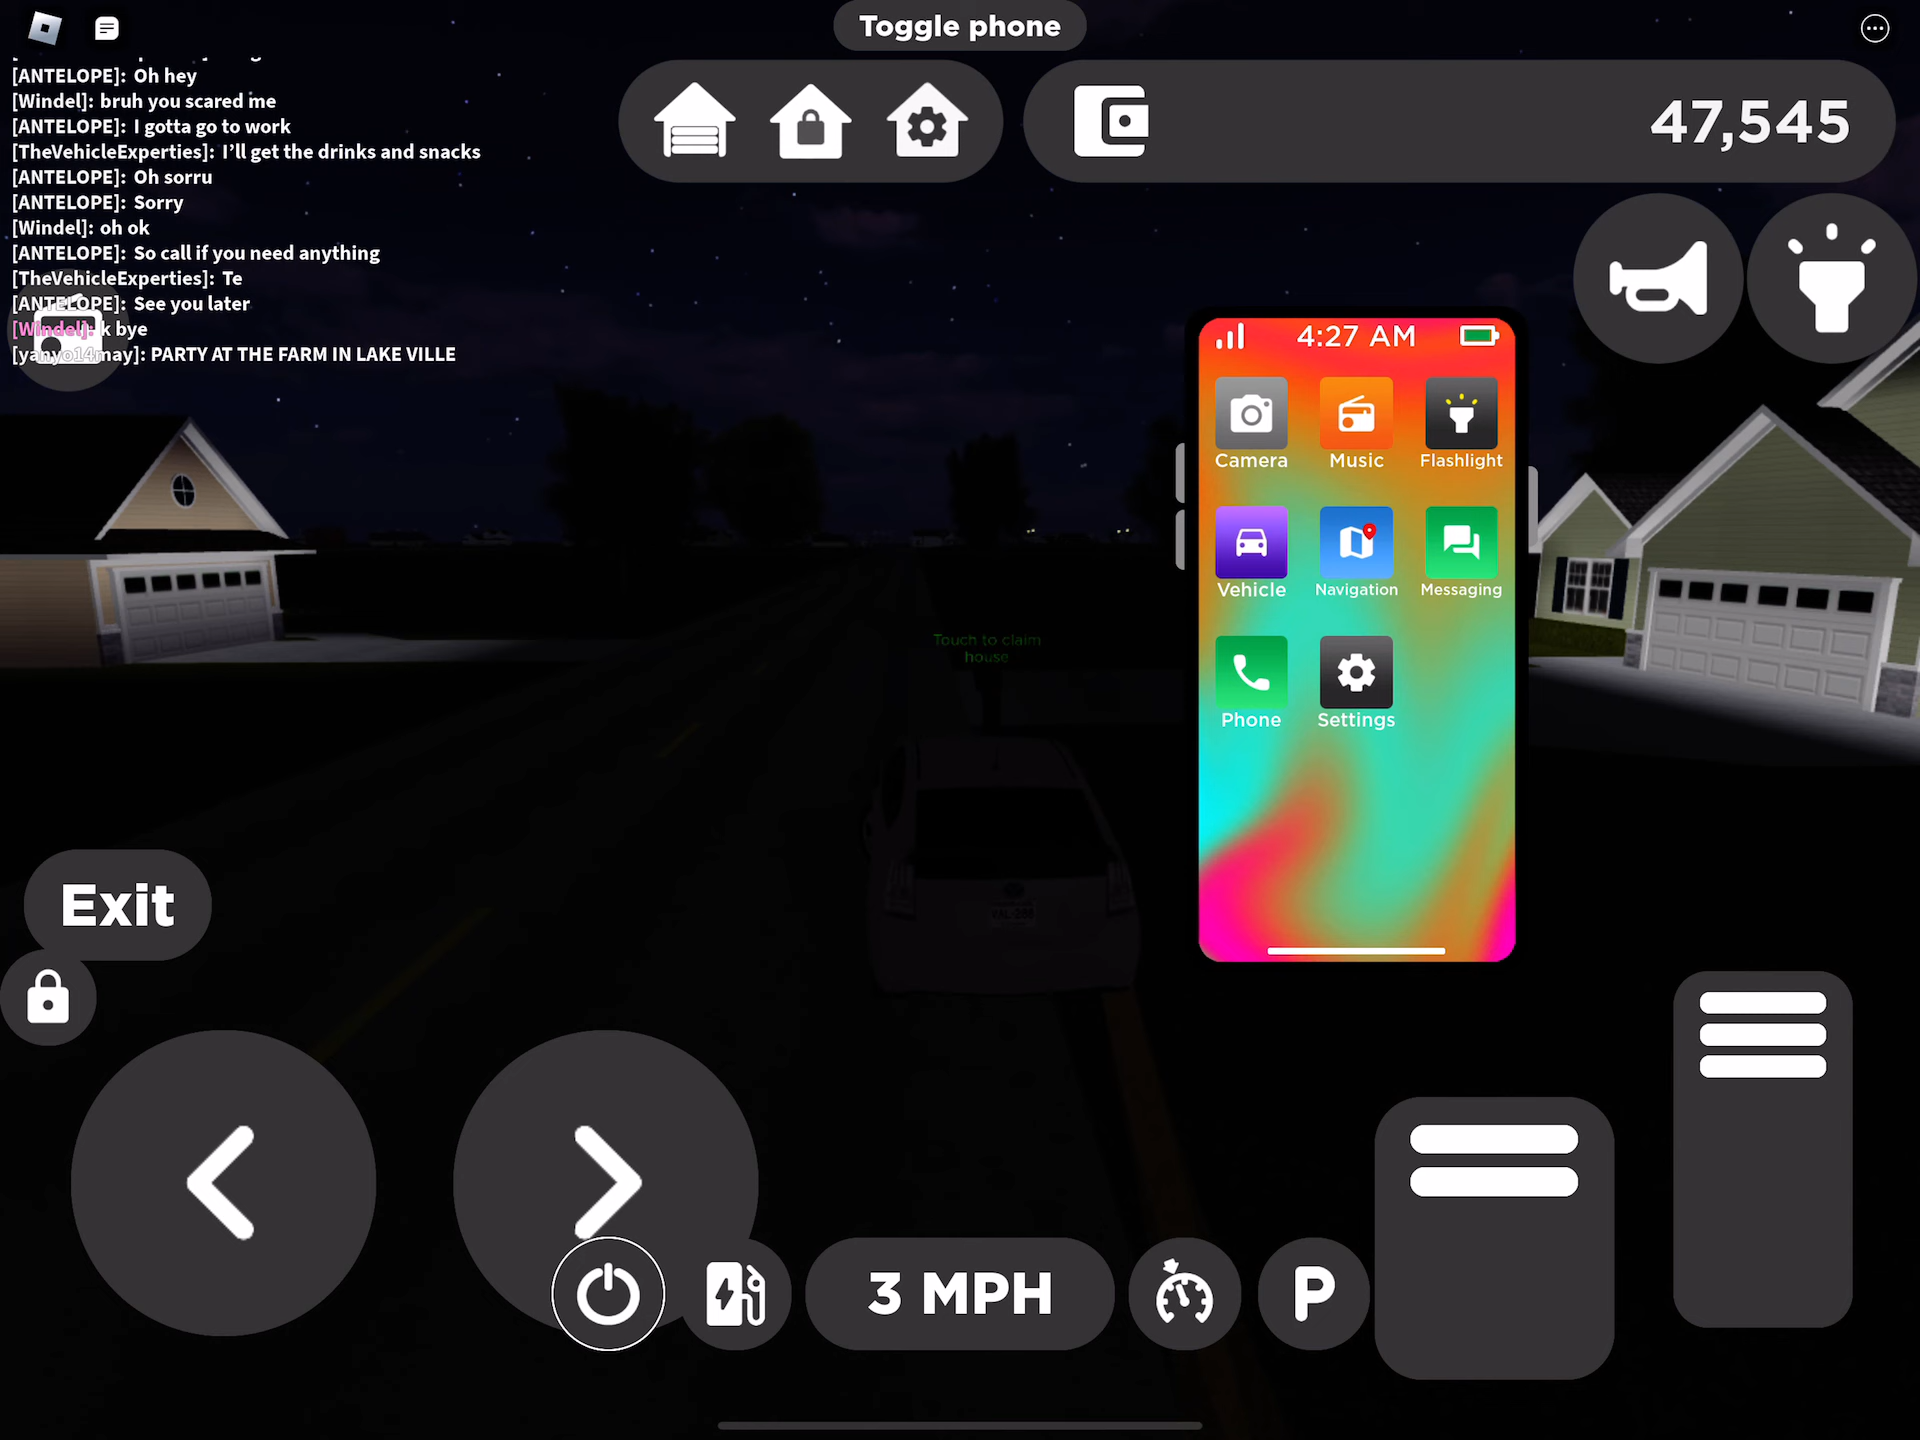 Toggle phone
[ANTELOPE]: Oh hey
[Windel]: bruh you scared me
[ANTELOPE]: I gotta go to work
[TheVehicleExperties]: I'll get the drinks and snacks
[ANTELOPE]: Oh sorru
[ANTELOPE]: Sorry
[Windel]: oh ok
[ANTELOPE]: So call if you need anything
[TheVehicleExperties]: Te
[ANTELOPE]: See you later
[Windel]: k bye
[yanyo14may]: PARTY AT THE FARM IN LAKE VILLE
47,545
4:27 AM
Camera
Music
Flashlight
Vehicle
Navigation
Messaging
Phone
Settings
Touch to claim
house
Exit
3 MPH
P